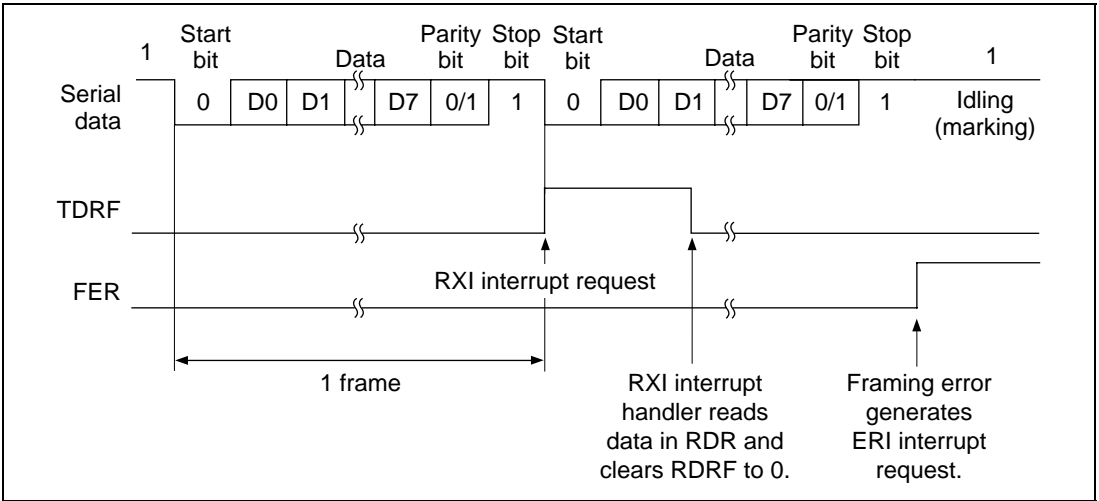 1 Start bit Data Parity bit Stop bit Start bit Data Parity bit Stop bit 1
Serial data 0 D0 D1 D7 0/1 1 0 D0 D1 D7 0/1 1 Idling (marking)
TDRF
RXI interrupt request
FER
1 frame
RXI interrupt
handler reads
data in RDR and
clears RDRF to 0.
Framing error
generates
ERI interrupt
request.